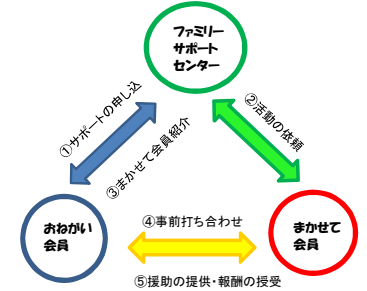 ファミリー
サポート
センター
①サポートの申し込
②活動の依頼
③まかせて会員紹介
おねがい
会員
④事前打ち合わせ
まかせて
会員
⑤援助の提供・報酬の授受